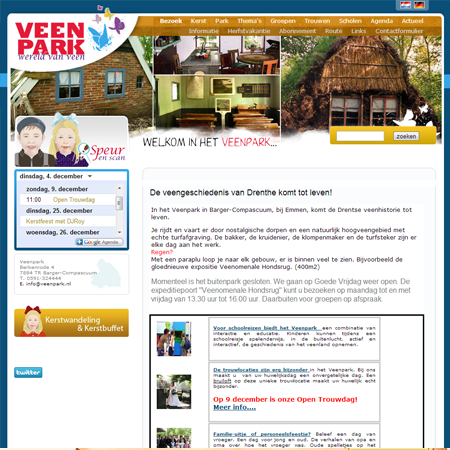 VEEN
PARK
wereld van veen
Bezoek Kerst Park Thema's Groepen Trouwen Scholen Agenda Actueel
Informatie Herfstvakantie Abonnement Route Links Contactformulier
Speur
en scan
WELKOM IN HET VEENPARK...
zoeken
dinsdag, 4. december
zondag, 9. december
11:00 Open Trouwdag
dinsdag, 25. december
Kerstfeest met DJRoy
woensdag, 26. december
Google Agenda
Veenpark
Berkenrode 4
7884 TR Barger-Compascuum
T. 0591-324444
E. info@veenpark.nl
Kerstwandeling
& Kerstbuffet
twitter
De veengeschiedenis van Drenthe komt tot leven!
In het Veenpark in Barger-Compascuum, bij Emmen, komt de Drentse veenhistorie tot
leven.
Je rijdt en vaart er door nostalgische dorpen en een natuurlijk hoogveengebied met
echte turfafgraving. De bakker, de kruidenier, de klompenmaker en de turfsteker zijn er
elke dag aan het werk.
Regen?
Met een paraplu loop je naar elk gebouw, er is binnen veel te zien. Bijvoorbeeld de
gloednieuwe expositie Veenomenale Hondsrug. (400m2)
Momenteel is het buitenpark gesloten. We gaan op Goede Vrijdag weer open. De
expeditiepoort "Veenomenale Hondsrug" kunt u bezoeken op maandag tot en met
vrijdag van 13.30 uur tot 16.00 uur. Daarbuiten voor groepen op afspraak.
Voor schoolreizen biedt het Veenpark een combinatie van
interactie en educatie. Kinderen kunnen tijdens een
schoolreisje spelenderwijs, in de buitenlucht, actief en
interactief, de geschiedenis van het veenland opnemen.
De trouwlocaties zijn erg bijzonder in het Veenpark. Bij ons
maakt u van uw huwelijksdag een onvergetelijke dag. Een
bruiloft op deze unieke trouwlocatie maakt uw huwelijk echt
bijzonder.
Op 9 december is onze Open Trouwdag!
Meer info....
Familie-uitje of personeelsfeestje? Beleef een dag van
vroeger. Een dag voor jong en oud. De verhalen van opa en
oma over hoe het vroeger was. Oude spelletjes op het